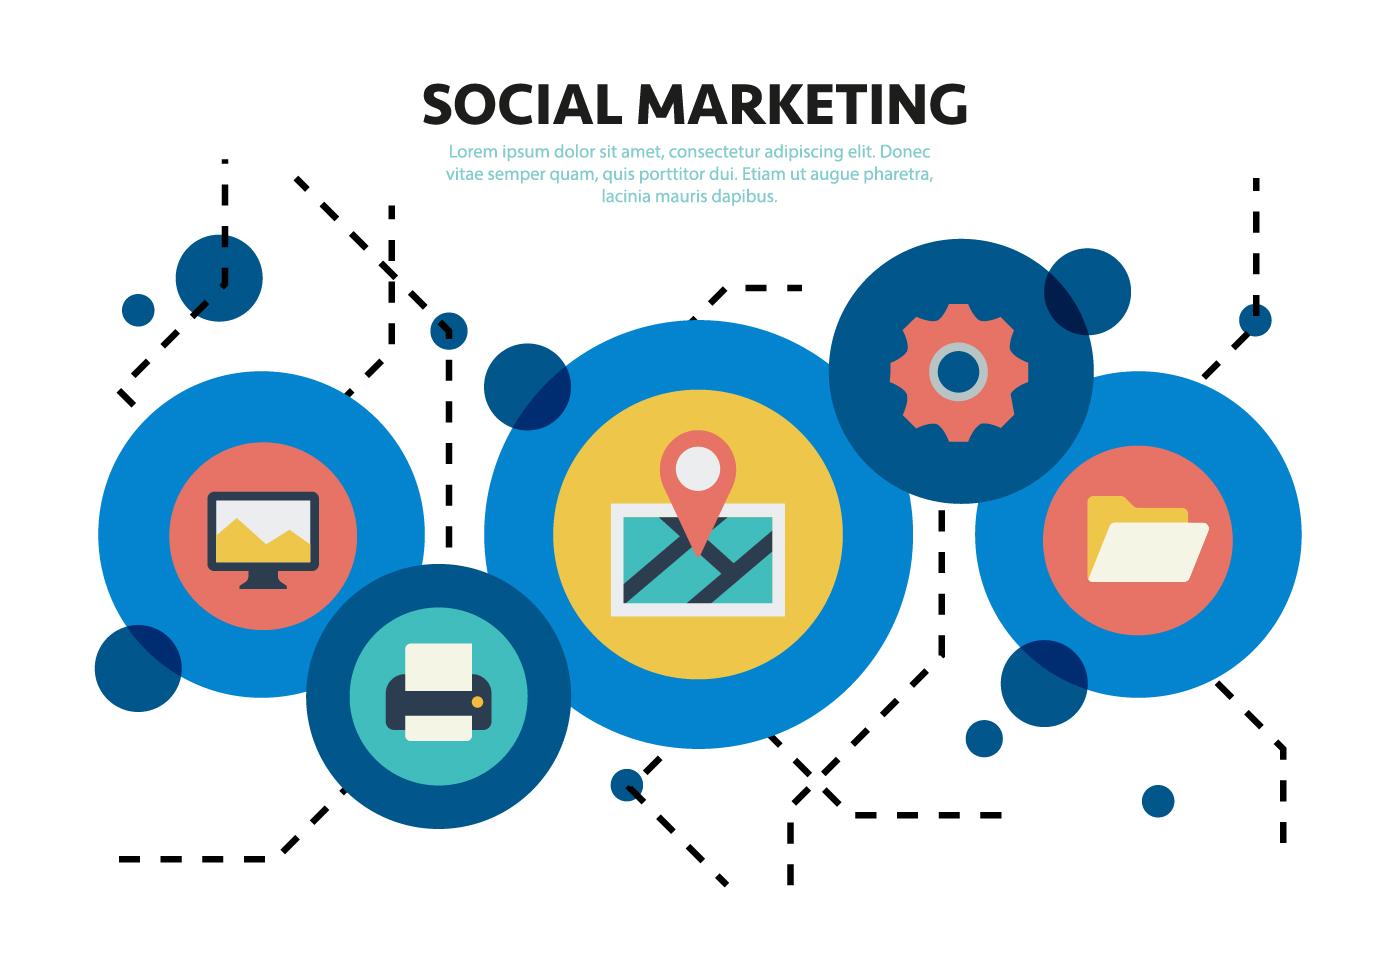 SOCIAL MARKETING
Lorem ipsum dolor sit amet, consectetur adipiscing elit. Donec
vitae semper quam, quis porttitor dui. Etiam ut augue pharetra,
lacinia mauris dapibus.